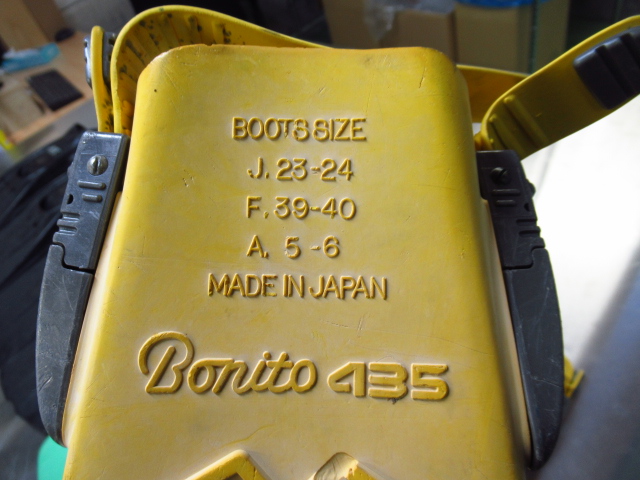 BOOTS SIZE
J. 23-24
F. 39-40
A. 5-6
MADE IN JAPAN
Bonito 435